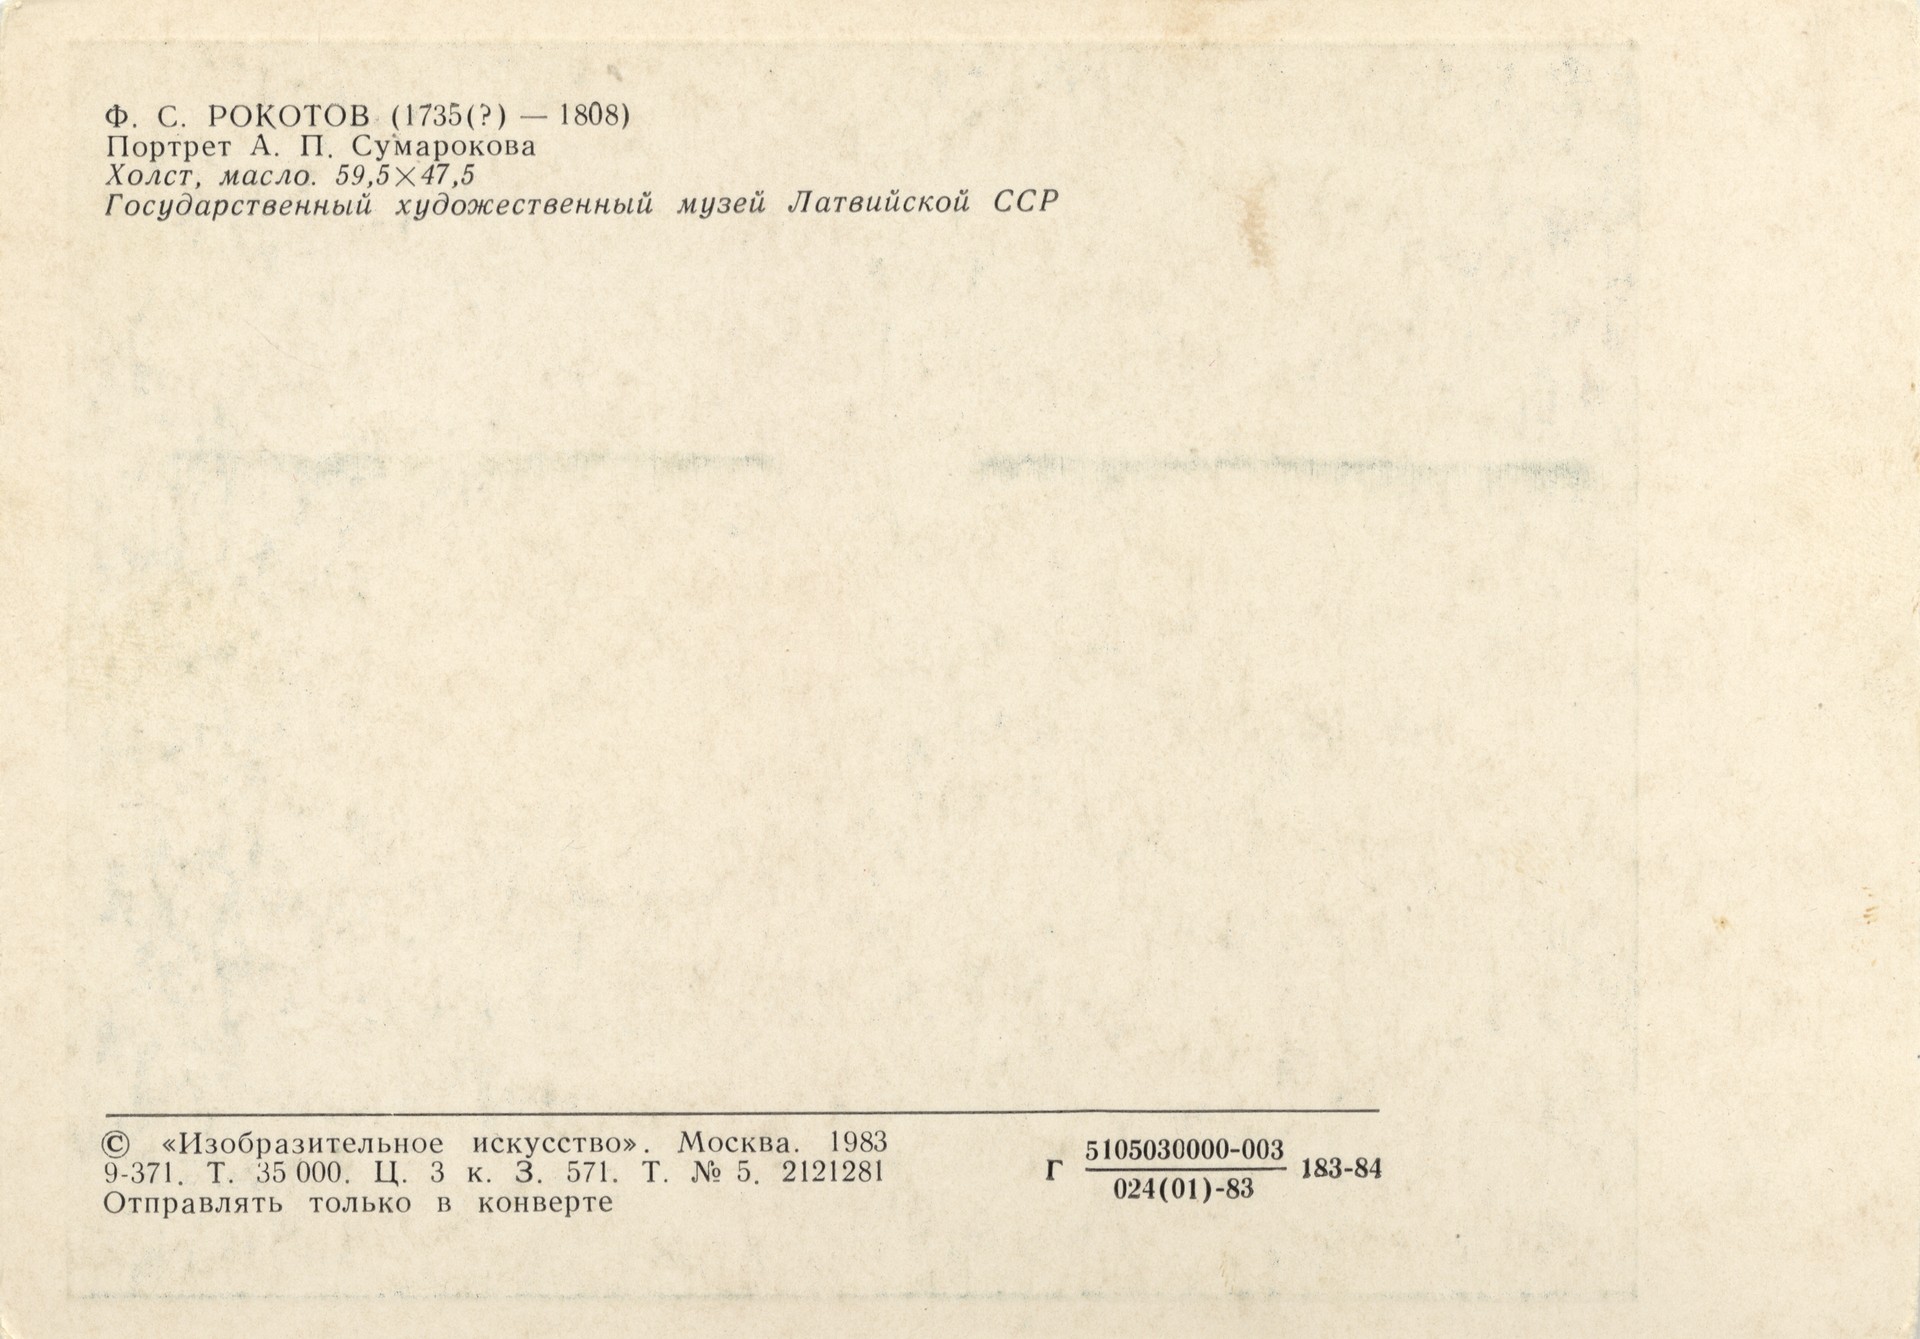 Ф. С. РОКОТОВ (1735(?) — 1808)
Портрет А. П. Сумарокова
Холст, масло. 59,5×47,5
Государственный художественный музей Латвийской ССР
© «Изобразительное искусство». Москва. 1983
9-371. Т. 35 000. Ц. 3 к. З. 571. Т. № 5. 2121281
Отправлять только в конверте
Г 5105030000-003
024(01)-83
183-84